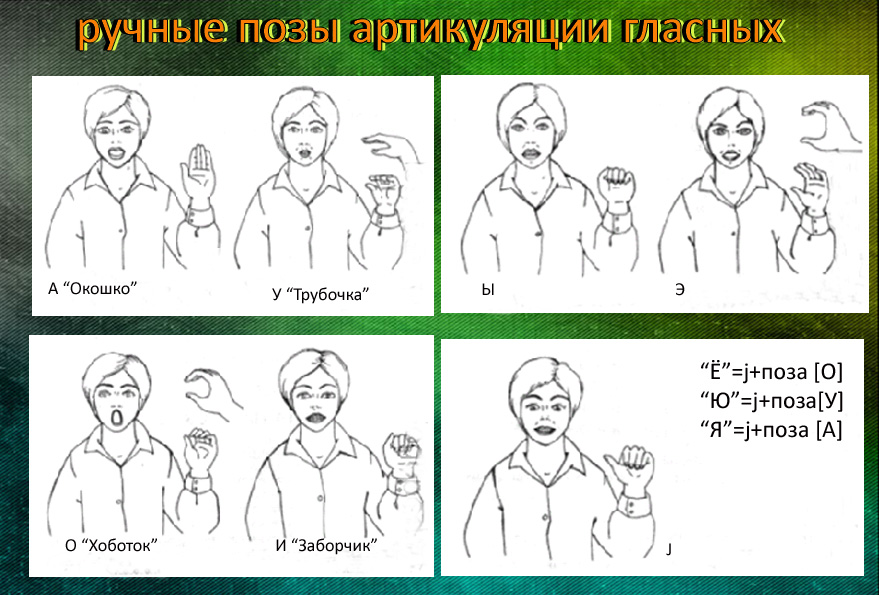 ручные позы артикуляции гласных
А “Окошко”
У “Трубочка”
Ы
Э
О “Хоботок”
И “Заборчик”
“Ё”=j+поза [О]
“Ю”=j+поза[У]
“Я”=j+поза [А]
J